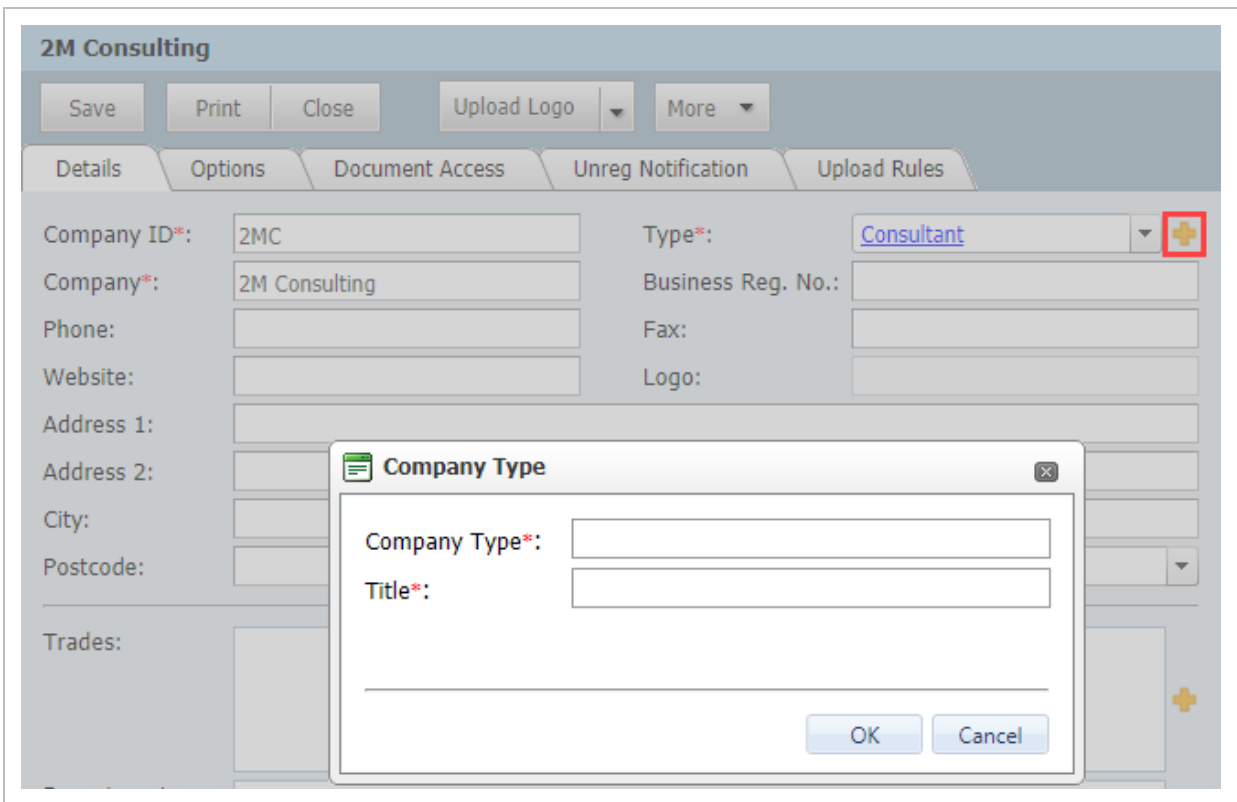 2M Consulting
Save Print Close Upload Logo More
Details Options Document Access Unreg Notification Upload Rules
Company ID*: 2MC Type*: Consultant
Company*: 2M Consulting Business Reg. No.:
Phone: Fax:
Website: Logo:
Address 1:
Address 2:
City:
Postcode:
Trades:
Company Type
Company Type*:
Title*:
OK Cancel